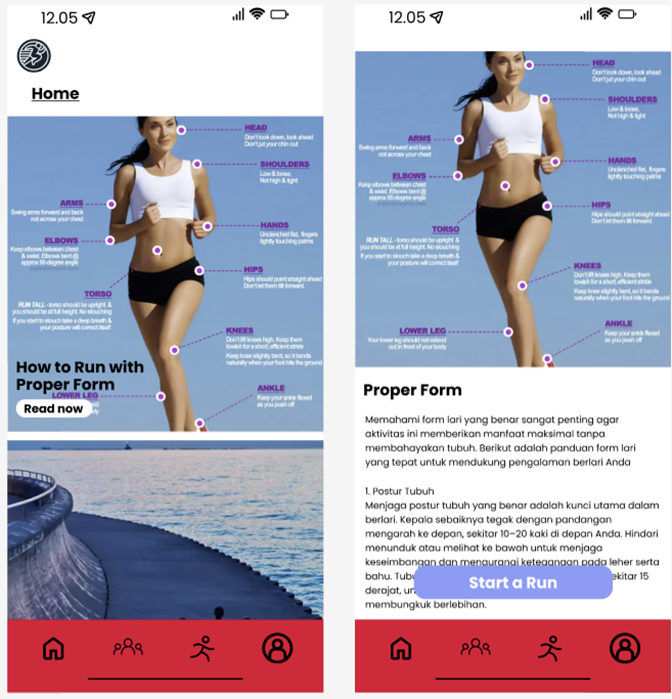 12.05
Home
HEAD
Don't look down, look ahead
Don't jut your chin out
SHOULDERS
Low & loose,
Not high & tight
ARMS
Swing arms forward and back
not across your chest
ELBOWS
Keep elbows between chest
& waist. Elbows bent @
approx 90-degree angle
HANDS
Unclenched fist, fingers
lightly touching palms
HIPS
Hips should point straight ahead
Don't let them tilt forward.
TORSO
RUN TALL - torso should be upright &
you should be at full height. No slouching
If you start to slouch take a deep breath &
your posture will correct itself
KNEES
Don't lift knees high. Keep them
lowish for a short, efficient stride
Keep knee slightly bent, so it bends
naturally when your foot hits the ground
How to Run with
Proper Form
LOWER LEG
Read now
ANKLE
Keep your ankle flexed
as you push off
12.05
HEAD
Don't look down, look ahead
Don't jut your chin out
SHOULDERS
Low & loose,
Not high & tight
ARMS
Swing arms forward and back
not across your chest
ELBOWS
Keep elbows between chest
& waist. Elbows bent @
approx 90-degree angle
HANDS
Unclenched fist, fingers
lightly touching palms
HIPS
Hips should point straight ahead
Don't let them tilt forward.
TORSO
RUN TALL - torso should be upright &
you should be at full height. No slouching
If you start to slouch take a deep breath &
your posture will correct itself
KNEES
Don't lift knees high. Keep them
lowish for a short, efficient stride
Keep knee slightly bent, so it bends
naturally when your foot hits the ground
LOWER LEG
Your lower leg should not extend
out in front of your body
ANKLE
Keep your ankle flexed
as you push off
Proper Form
Memahami form lari yang benar sangat penting agar
aktivitas ini memberikan manfaat maksimal tanpa
membahayakan tubuh. Berikut adalah panduan form lari
yang tepat untuk mendukung pengalaman berlari Anda
1. Postur Tubuh
Menjaga postur tubuh yang benar adalah kunci utama dalam
berlari. Kepala sebaiknya tegak dengan pandangan
mengarah ke depan, sekitar 10–20 kaki di depan Anda. Hindari
menunduk atau melihat ke bawah untuk menjaga
keseimbangan dan mengurangi ketegangan pada leher serta
bahu. sekitar 15
Start a Run
derajat,
membungkuk berlebihan.